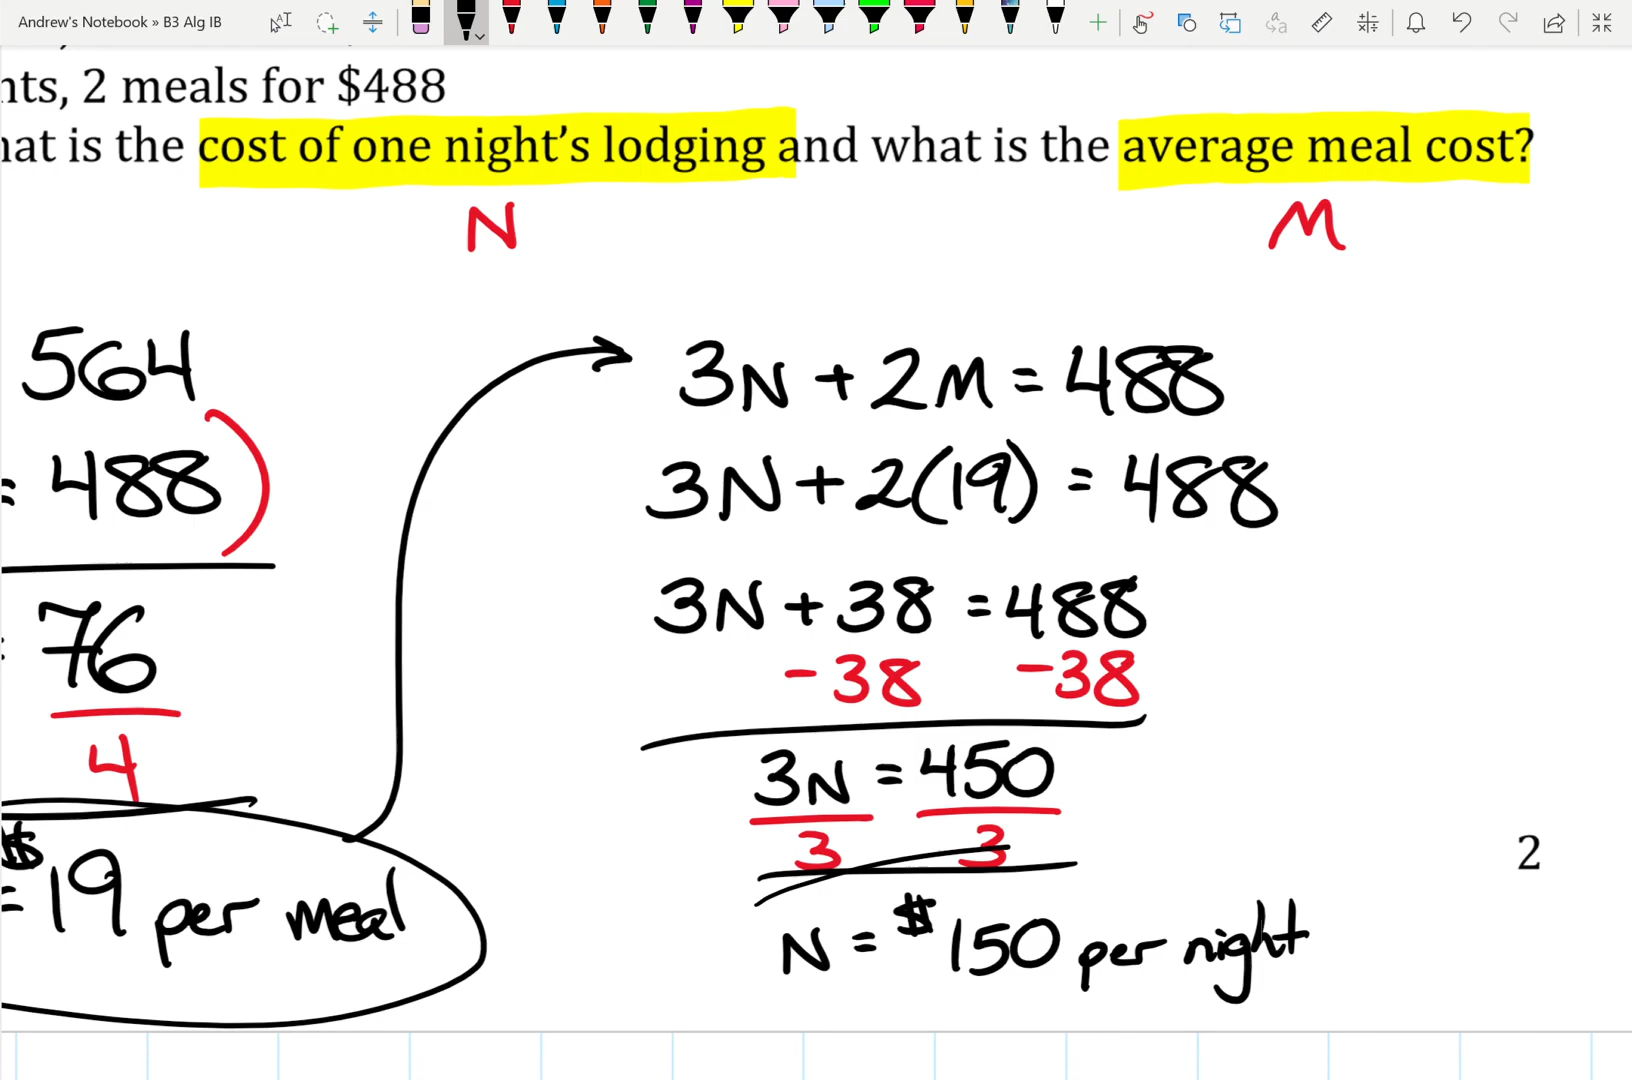 Andrew's Notebook » B3 Alg IB
nts, 2 meals for $488
hat is the cost of one night's lodging and what is the average meal cost?
N
M
564
= 488)
= 76
4
= $19 per meal
3N + 2M = 488
3N + 2(19) = 488
3N + 38 = 488
-38 -38
3N = 450
3 3
N = $150 per night
2